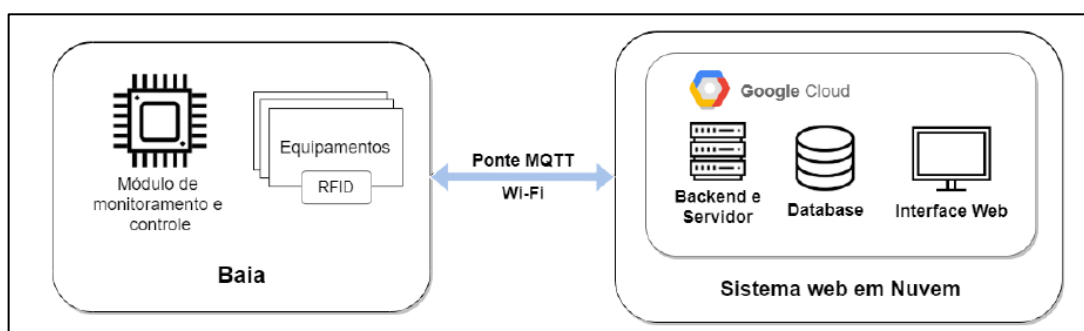 Módulo de
monitoramento e
controle
Equipamentos
RFID
Baia
Ponte MQTT
Wi-Fi
Google Cloud
Backend e
Servidor
Database
Interface Web
Sistema web em Nuvem